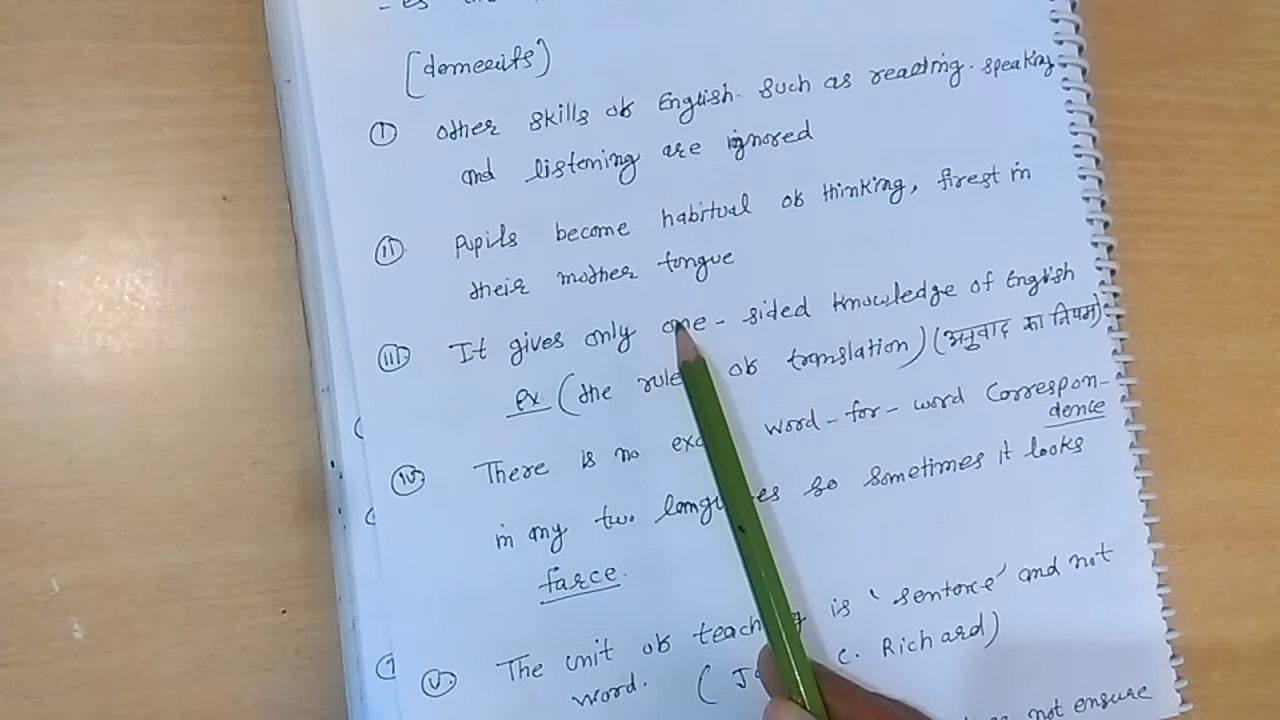 - es the
[demerits)
(i) other skills of English. such as reading. speaking
and listening are ignored
(ii) Pupils become habitual of thinking, first in
their mother tongue
(iii) It gives only one-sided knowledge of English
ex (the rule of translation) (अनुवाद का नियम)
(iv) There is no word-for-word Correspon-
dence
in any two so sometimes it looks
farce.
(v) The unit of is 'sentence' and not
word. ( C. Richard)
not ensure